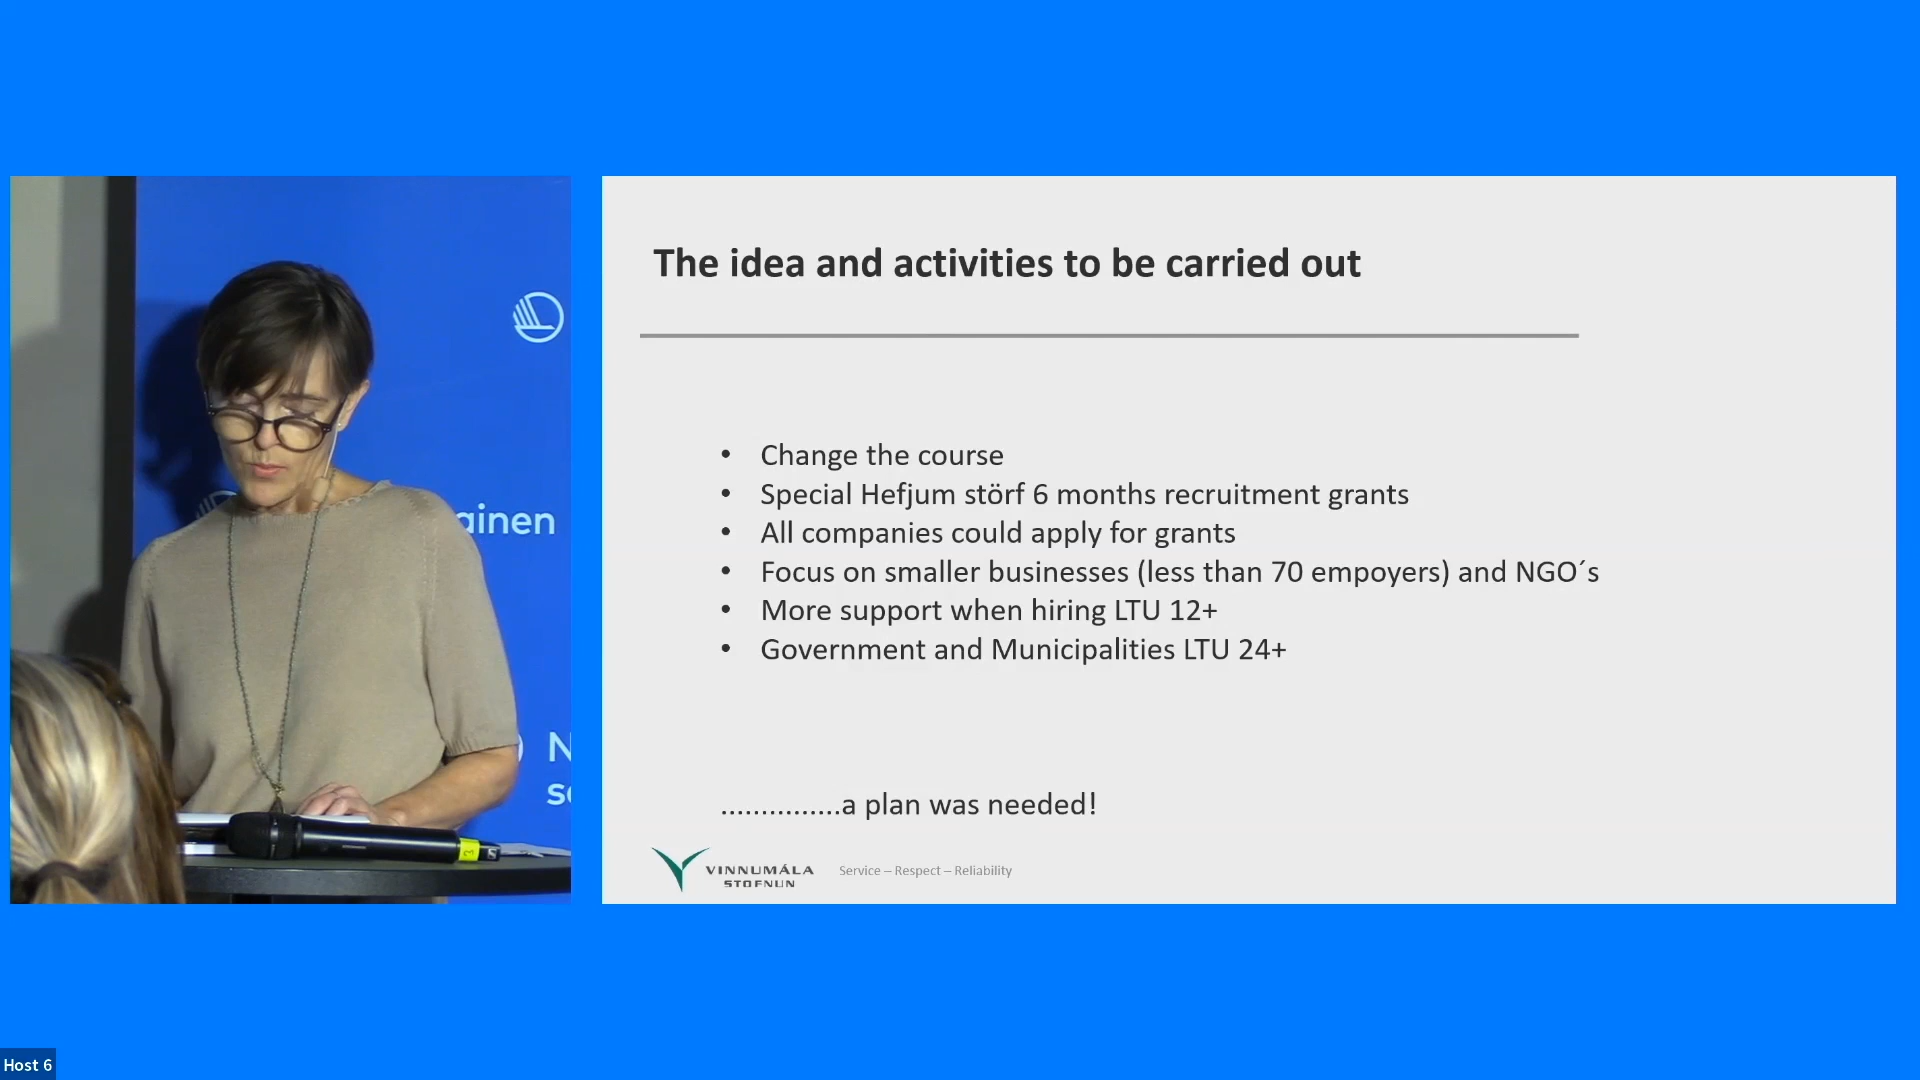 The idea and activities to be carried out
• Change the course
• Special Hefjum störf 6 months recruitment grants
• All companies could apply for grants
• Focus on smaller businesses (less than 70 empoyers) and NGO´s
• More support when hiring LTU 12+
• Government and Municipalities LTU 24+
...............a plan was needed!
VINNUMÁLA
STOFNUN
Service – Respect – Reliability
ainen
N
Host 6